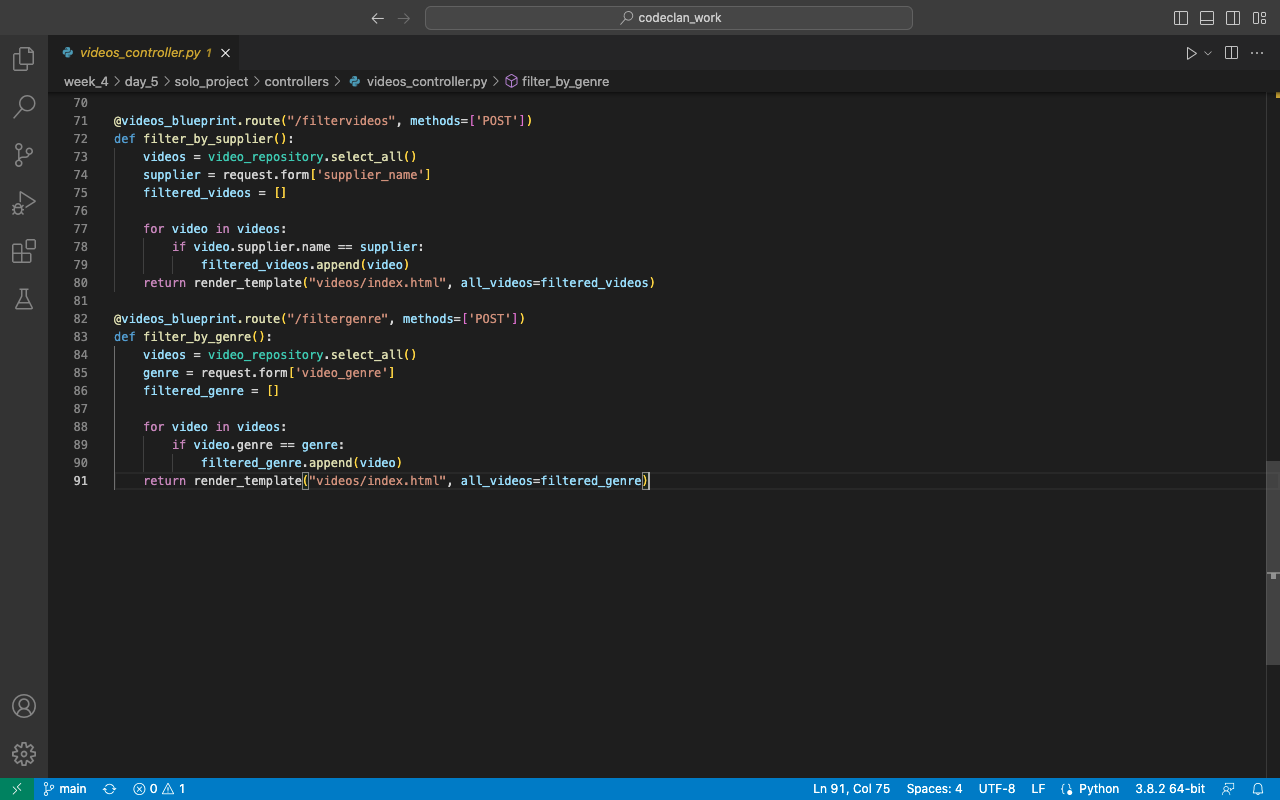 codeclan_work
videos_controller.py 1
week_4 > day_5 > solo_project > controllers > videos_controller.py > filter_by_genre
70
71 @videos_blueprint.route("/filtervideos", methods=['POST'])
72 def filter_by_supplier():
73     videos = video_repository.select_all()
74     supplier = request.form['supplier_name']
75     filtered_videos = []
76
77     for video in videos:
78         if video.supplier.name == supplier:
79             filtered_videos.append(video)
80     return render_template("videos/index.html", all_videos=filtered_videos)
81
82 @videos_blueprint.route("/filtergenre", methods=['POST'])
83 def filter_by_genre():
84     videos = video_repository.select_all()
85     genre = request.form['video_genre']
86     filtered_genre = []
87
88     for video in videos:
89         if video.genre == genre:
90             filtered_genre.append(video)
91     return render_template("videos/index.html", all_videos=filtered_genre)
main 0 1 Ln 91, Col 75 Spaces: 4 UTF-8 LF Python 3.8.2 64-bit